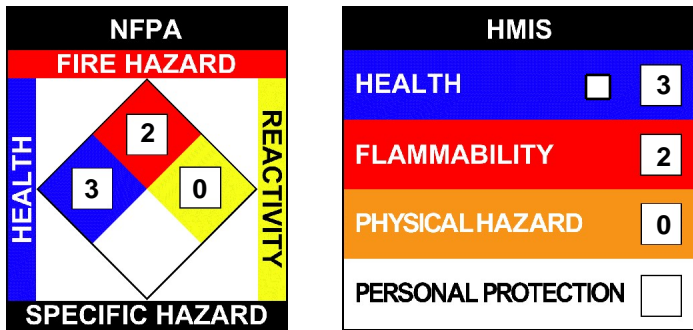 NFPA
FIRE HAZARD
HEALTH
2
3
0
REACTIVITY
SPECIFIC HAZARD
HMIS
HEALTH 3
FLAMMABILITY 2
PHYSICAL HAZARD 0
PERSONAL PROTECTION